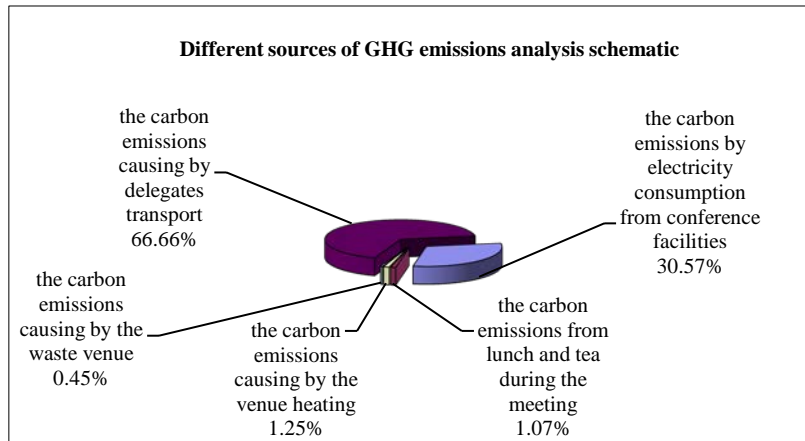 Different sources of GHG emissions analysis schematic
the carbon
emissions
causing by
delegates
transport
66.66%
the carbon
emissions by
electricity
consumption
from conference
facilities
30.57%
the carbon
emissions
causing by the
waste venue
0.45%
the carbon
emissions
causing by the
venue heating
1.25%
the carbon
emissions from
lunch and tea
during the
meeting
1.07%